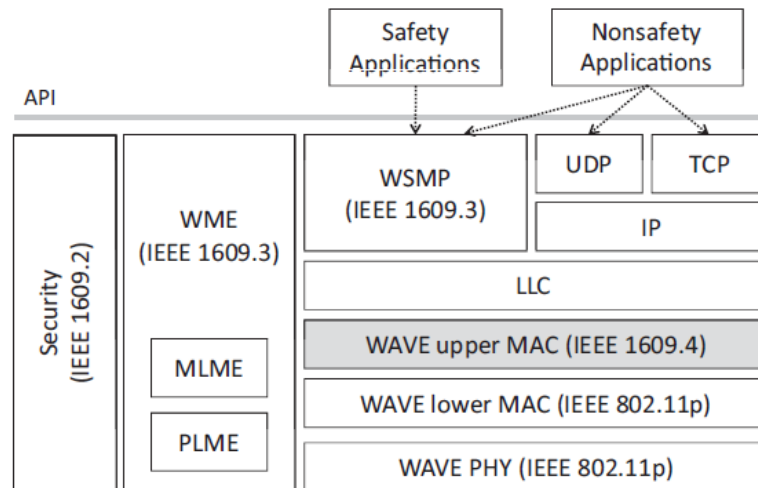 Safety
Applications
Nonsafety
Applications
API
Security
(IEEE 1609.2)
WME
(IEEE 1609.3)
MLME
PLME
WSMP
(IEEE 1609.3)
UDP
TCP
IP
LLC
WAVE upper MAC (IEEE 1609.4)
WAVE lower MAC (IEEE 802.11p)
WAVE PHY (IEEE 802.11p)